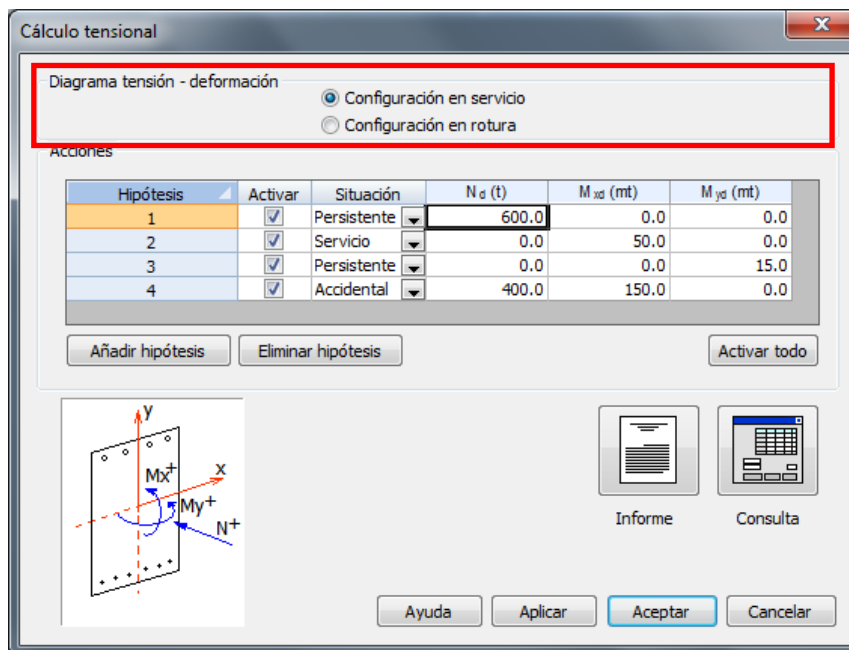 Cálculo tensional
Diagrama tensión - deformación
Configuración en servicio
Configuración en rotura
Acciones
Hipótesis Activar Situación N d (t) M xd (mt) M yd (mt)
1 Persistente 600.0 0.0 0.0
2 Servicio 0.0 50.0 0.0
3 Persistente 0.0 0.0 15.0
4 Accidental 400.0 150.0 0.0
Añadir hipótesis Eliminar hipótesis Activar todo
y
x
Mx+
My+
N+
Informe Consulta
Ayuda Aplicar Aceptar Cancelar